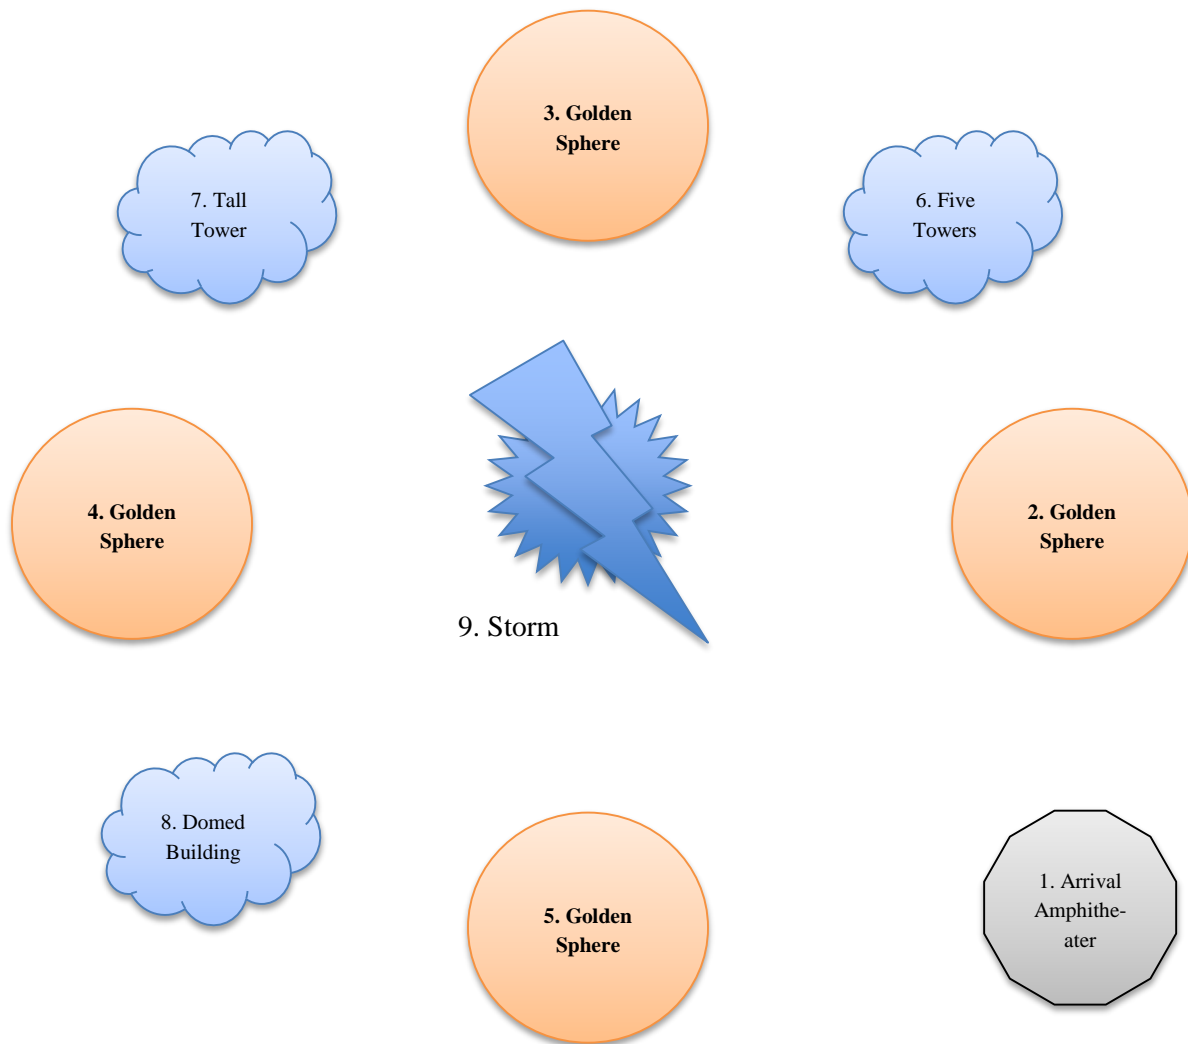 3. Golden
Sphere
7. Tall
Tower
6. Five
Towers
4. Golden
Sphere
2. Golden
Sphere
9. Storm
8. Domed
Building
1. Arrival
Amphithe-
ater
5. Golden
Sphere